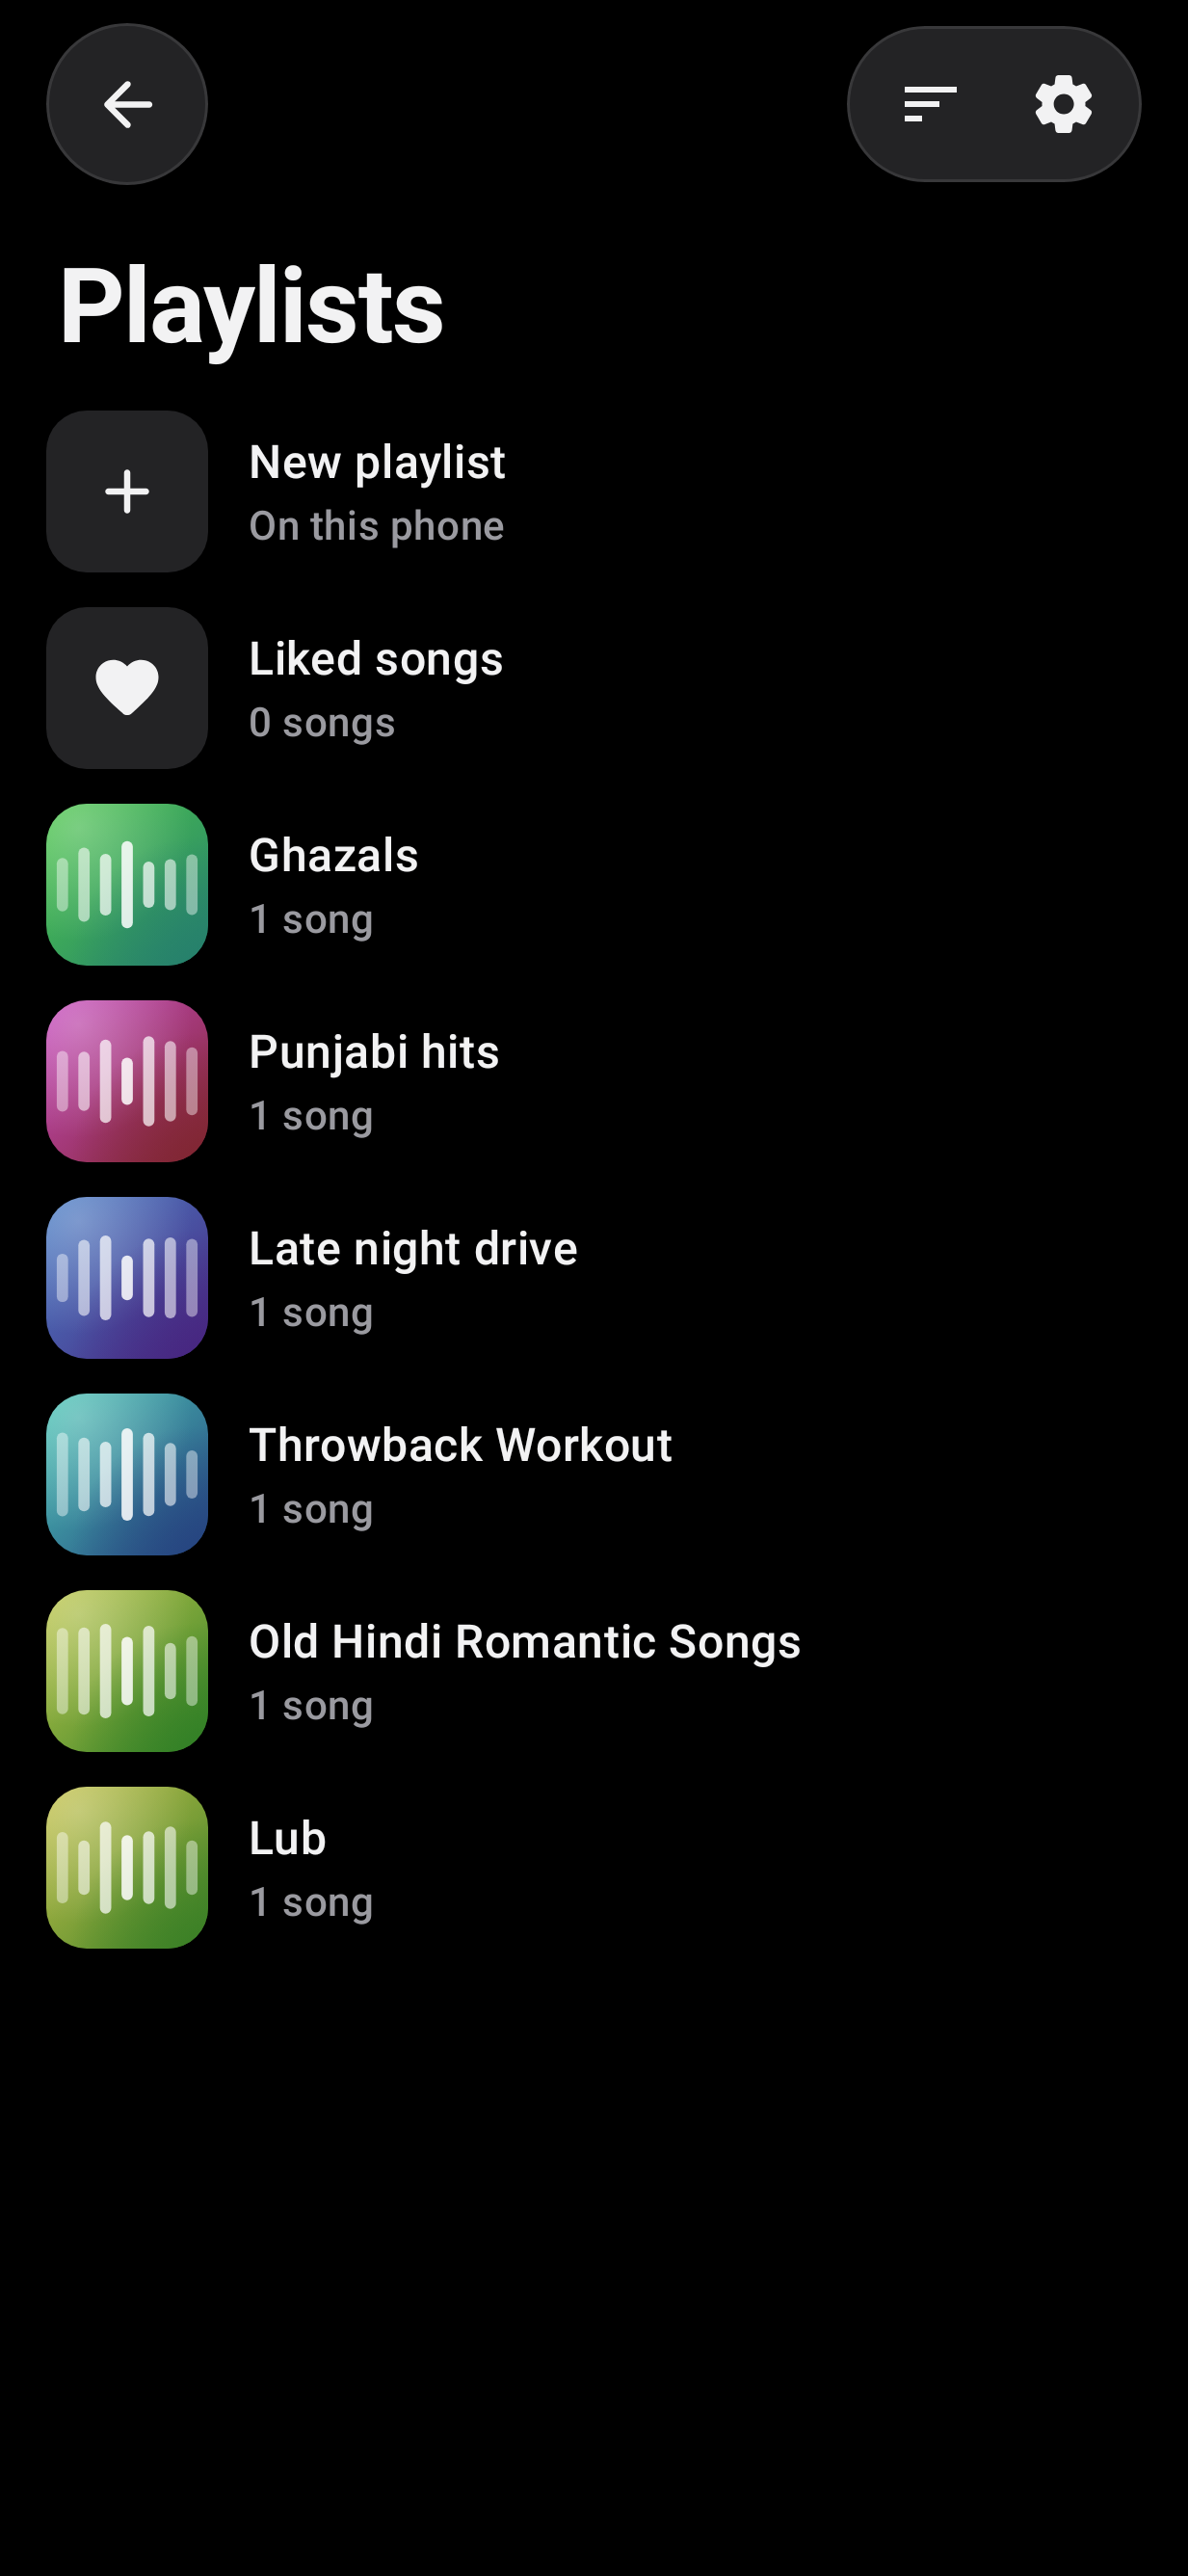 Playlists
New playlist
On this phone
Liked songs
0 songs
Ghazals
1 song
Punjabi hits
1 song
Late night drive
1 song
Throwback Workout
1 song
Old Hindi Romantic Songs
1 song
Lub
1 song